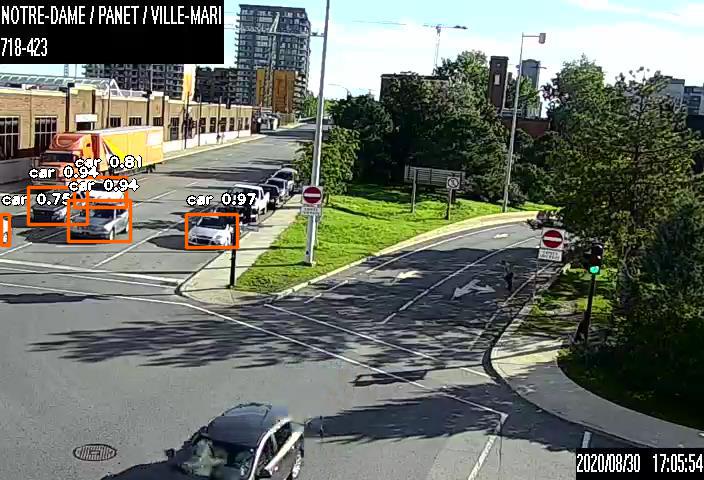 NOTRE-DAME / PANET / VILLE-MARI
718-423
car 0.81
car 0.94
car 0.94
car 0.75
car 0.97
2020/08/30 17:05:54